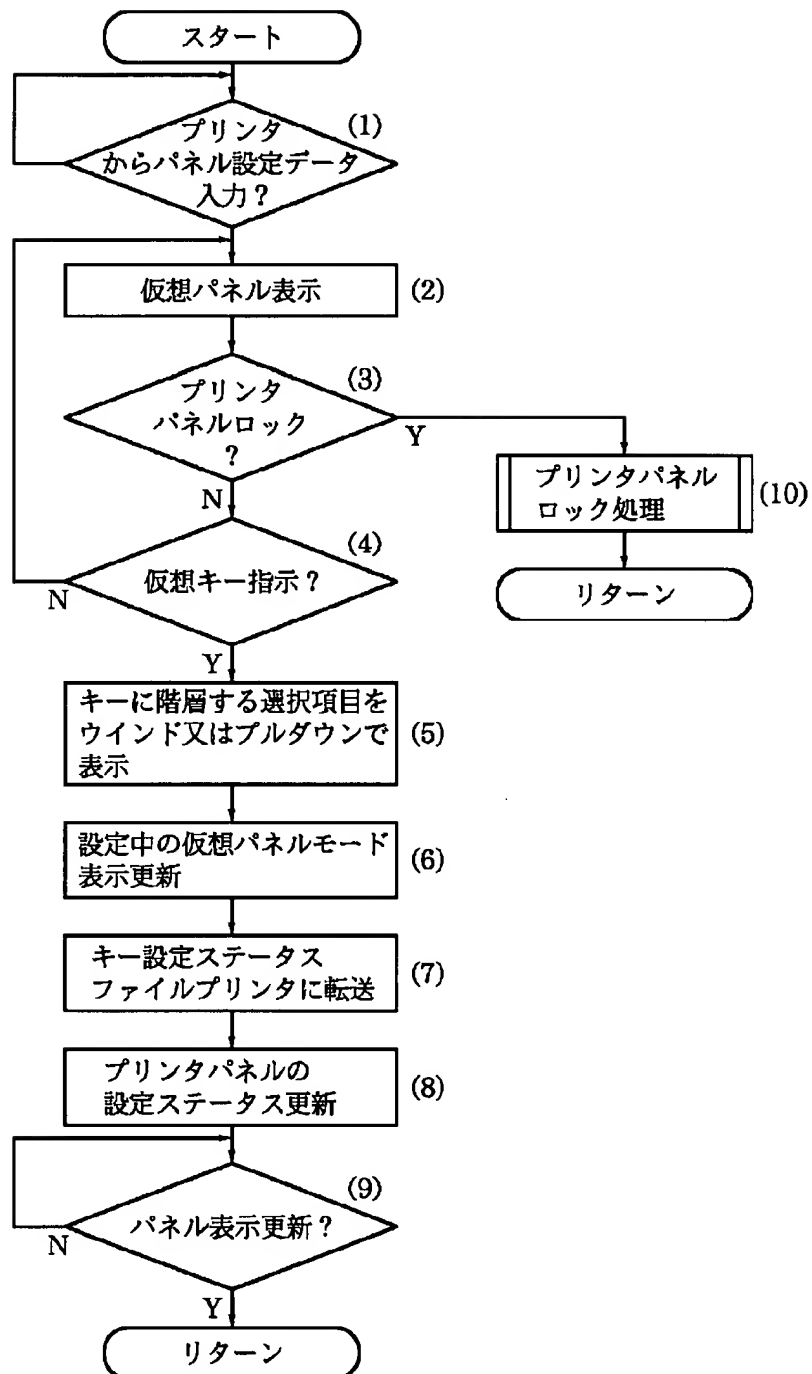 スタート
(1)
プリンタ
からパネル設定データ
入力?
仮想パネル表示
(2)
(3)
プリンタ
パネルロック
?
Y
N
プリンタパネル
ロック処理
(10)
リターン
(4)
仮想キー指示?
N
Y
キーに階層する選択項目を
ウインド又はプルダウンで
表示
(5)
設定中の仮想パネルモード
表示更新
(6)
キー設定ステータス
ファイルプリンタに転送
(7)
プリンタパネルの
設定ステータス更新
(8)
(9)
パネル表示更新?
N
Y
リターン